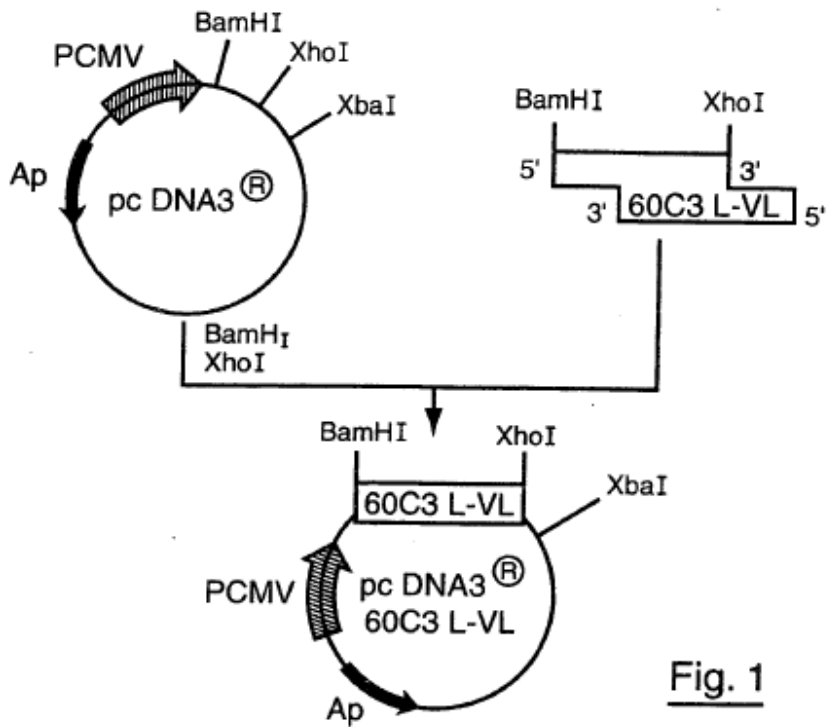 BamHI
PCMV
XhoI
XbaI
Ap
pc DNA3 ®
BamHI
XhoI
5'
3'
3'
60C3 L-VL
5'
BamHI
XhoI
BamHI
XhoI
60C3 L-VL
XbaI
PCMV
pc DNA3 ®
60C3 L-VL
Ap
Fig. 1